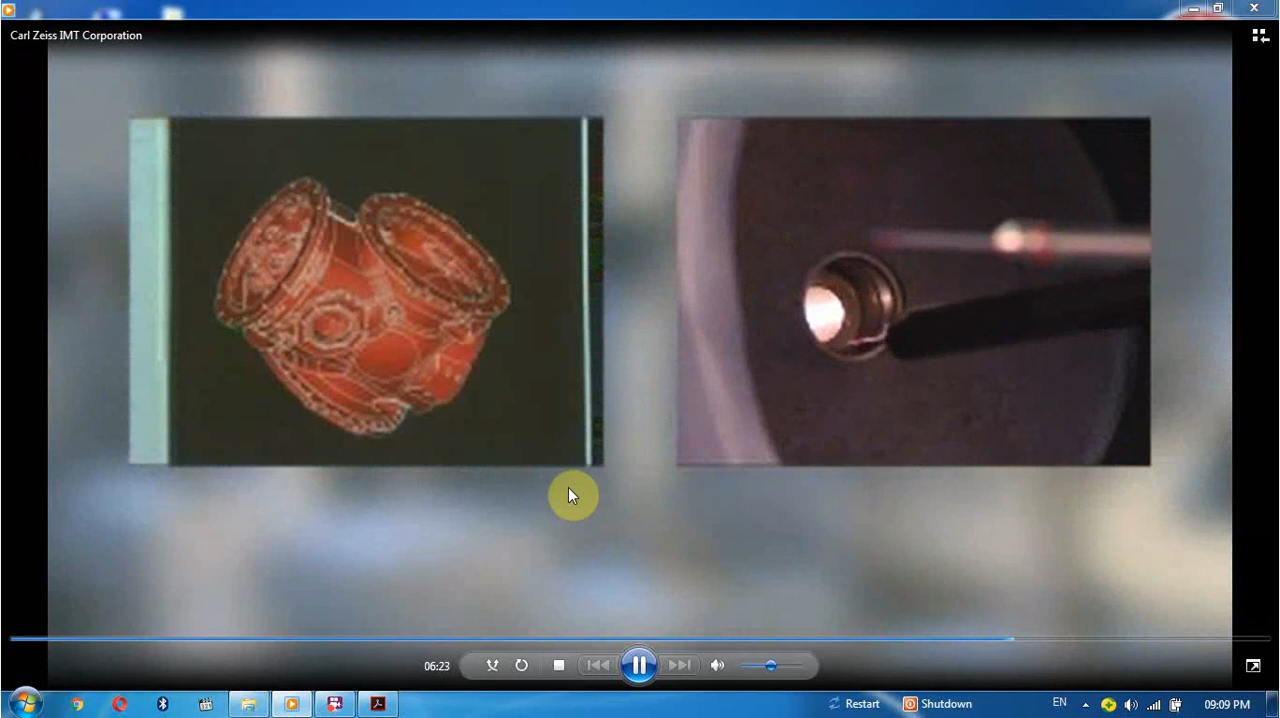 Carl Zeiss IMT Corporation
06:23
Restart
Shutdown
EN
09:09 PM